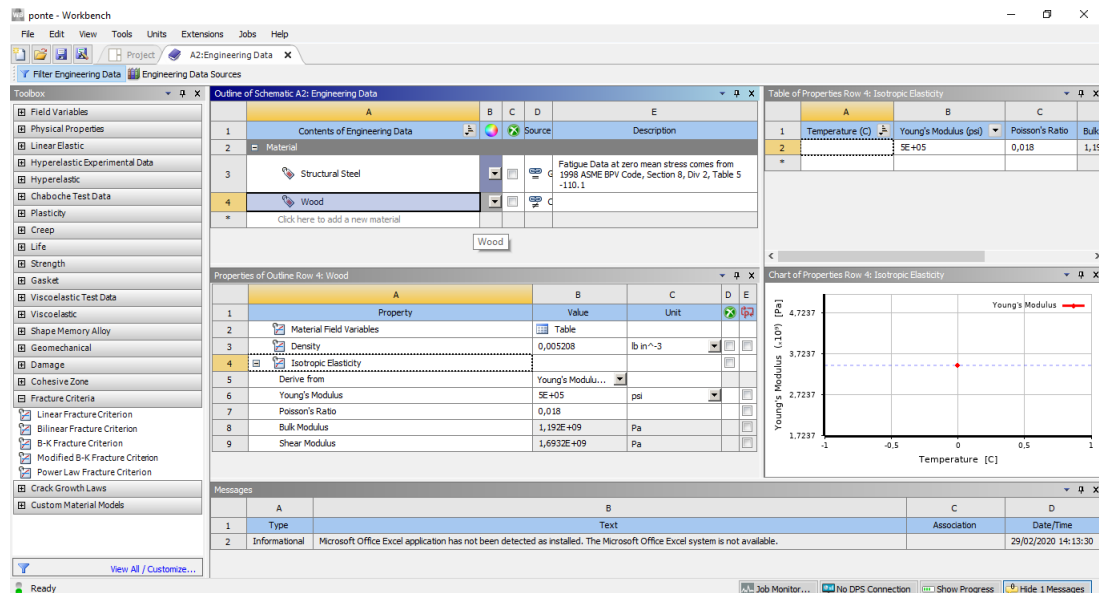 ponte - Workbench
File Edit View Tools Units Extensions Jobs Help
Project A2:Engineering Data
Filter Engineering Data Engineering Data Sources
Toolbox
Field Variables
Physical Properties
Linear Elastic
Hyperelastic Experimental Data
Hyperelastic
Chaboche Test Data
Plasticity
Creep
Life
Strength
Gasket
Viscoelastic Test Data
Viscoelastic
Shape Memory Alloy
Geomechanical
Damage
Cohesive Zone
Fracture Criteria
Linear Fracture Criterion
Bilinear Fracture Criterion
B-K Fracture Criterion
Modified B-K Fracture Criterion
Power Law Fracture Criterion
Crack Growth Laws
Custom Material Models
View All / Customize...
Outline of Schematic A2: Engineering Data
A B C D E
1 Contents of Engineering Data Source Description
2 Material
3 Structural Steel Fatigue Data at zero mean stress comes from
1998 ASME BPV Code, Section 8, Div 2, Table 5
-110.1
4 Wood
* Click here to add a new material
Wood
Properties of Outline Row 4: Wood
A B C D E
1 Property Value Unit
2 Material Field Variables Table
3 Density 0,005208 lb in^-3
4 Isotropic Elasticity
5 Derive from Young's Modulu...
6 Young's Modulus 5E+05 psi
7 Poisson's Ratio 0,018
8 Bulk Modulus 1,192E+09 Pa
9 Shear Modulus 1,6932E+09 Pa
Table of Properties Row 4: Isotropic Elasticity
A B C
1 Temperature (C) Young's Modulus (psi) Poisson's Ratio Bulk
2 5E+05 0,018 1,19
*
Chart of Properties Row 4: Isotropic Elasticity
Young's Modulus
Young's Modulus (.10⁹) [Pa]
4,7237
3,7237
2,7237
1,7237
-1 -0,5 0 0,5 1
Temperature [C]
Messages
A B C D
1 Type Text Association Date/Time
2 Informational Microsoft Office Excel application has not been detected as installed. The Microsoft Office Excel system is not available. 29/02/2020 14:13:30
Ready
Job Monitor... No DPS Connection Show Progress Hide 1 Messages